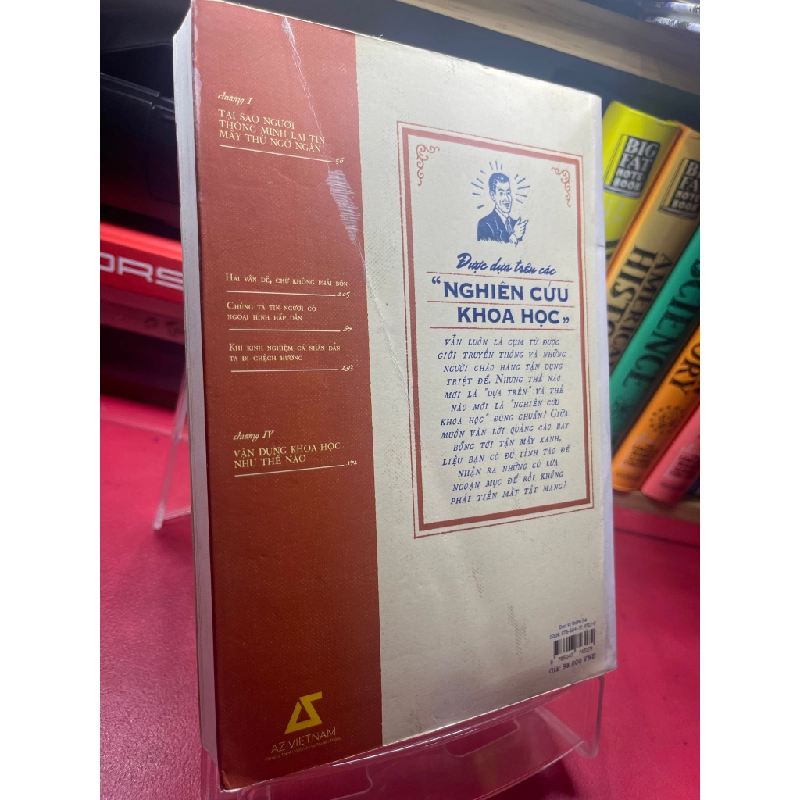 chương I
TẠI SAO NGƯỜI
THÔNG MINH LẠI TIN
MẤY THỨ NGỚ NGẨN
56
HAI VẤN ĐỀ, CHỨ KHÔNG PHẢI BỐN
CHÚNG TA TIN NGƯỜI CÓ
NGOẠI HÌNH HẤP DẪN
KHI KINH NGHIỆM CÁ NHÂN DẪN
TA ĐI CHỆCH HƯỚNG
chương IV
VẬN DỤNG KHOA HỌC
NHƯ THẾ NÀO
AZ VIETNAM
Được dựa trên các
“NGHIÊN CỨU
KHOA HỌC„
VẪN LUÔN LÀ CỤM TỪ ĐƯỢC
GIỚI TRUYỀN THÔNG VÀ NHỮNG
NGƯỜI CHÀO HÀNG TẬN DỤNG
TRIỆT ĐỂ. NHƯNG THẾ NÀO
MỚI LÀ "DỰA TRÊN" VÀ THẾ
NÀO MỚI LÀ "NGHIÊN CỨU
KHOA HỌC" ĐÚNG CHUẨN? GIỮA
MUÔN VÀN LỜI QUẢNG CÁO BAY
BỔNG TỚI TẬN MÂY XANH,
LIỆU BẠN CÓ ĐỦ TỈNH TÁO ĐỂ
NHẬN RA NHỮNG CÚ LỪA
NGOẠN MỤC ĐỂ RỒI KHÔNG
PHẢI TIỀN MẤT TẬT MANG?
BIG
FAT
NOTEBOOK
BIG
FAT
NOTEBOOK
AMERICAN
HISTORY
SCIENCE